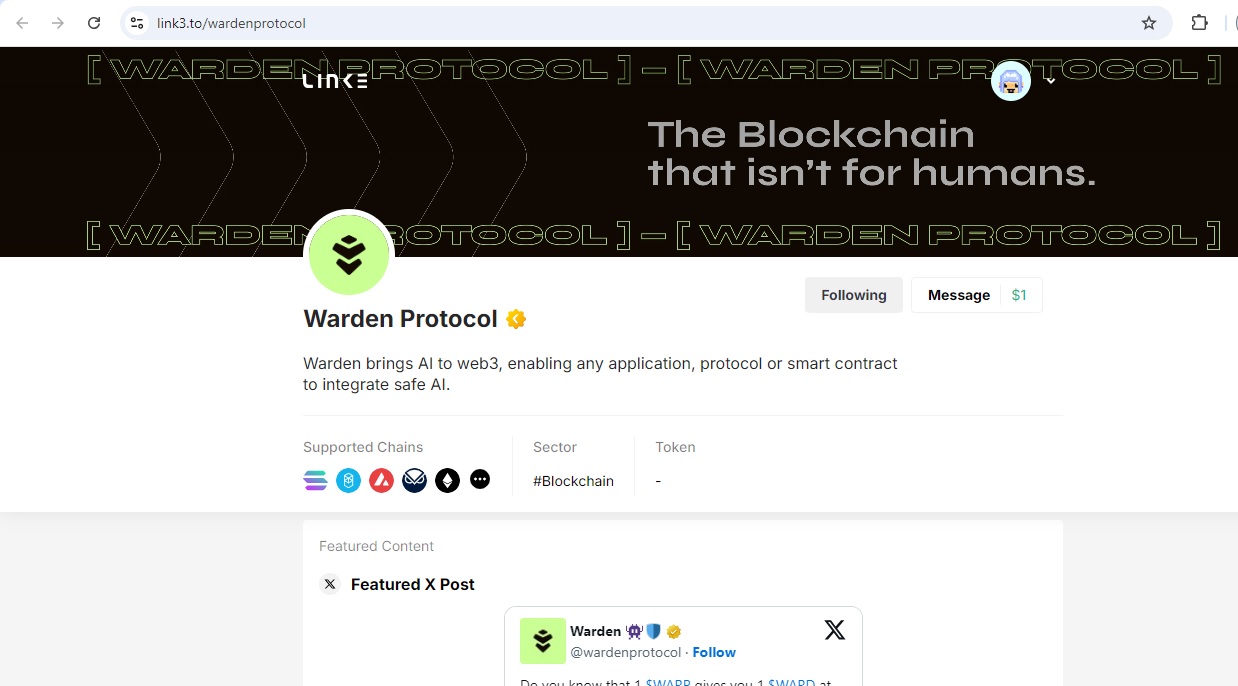 link3.to/wardenprotocol
[ WARDEN PROTOCOL ] – [ WARDEN PROTOCOL ]
LINK3
The Blockchain
that isn't for humans.
[ WARDEN PROTOCOL ] – [ WARDEN PROTOCOL ]
Following
Message $1
Warden Protocol
Warden brings AI to web3, enabling any application, protocol or smart contract
to integrate safe AI.
Supported Chains Sector Token
#Blockchain -
Featured Content
Featured X Post
Warden
@wardenprotocol · Follow
Do you know that 1 $WARP gives you 1 $WARD at